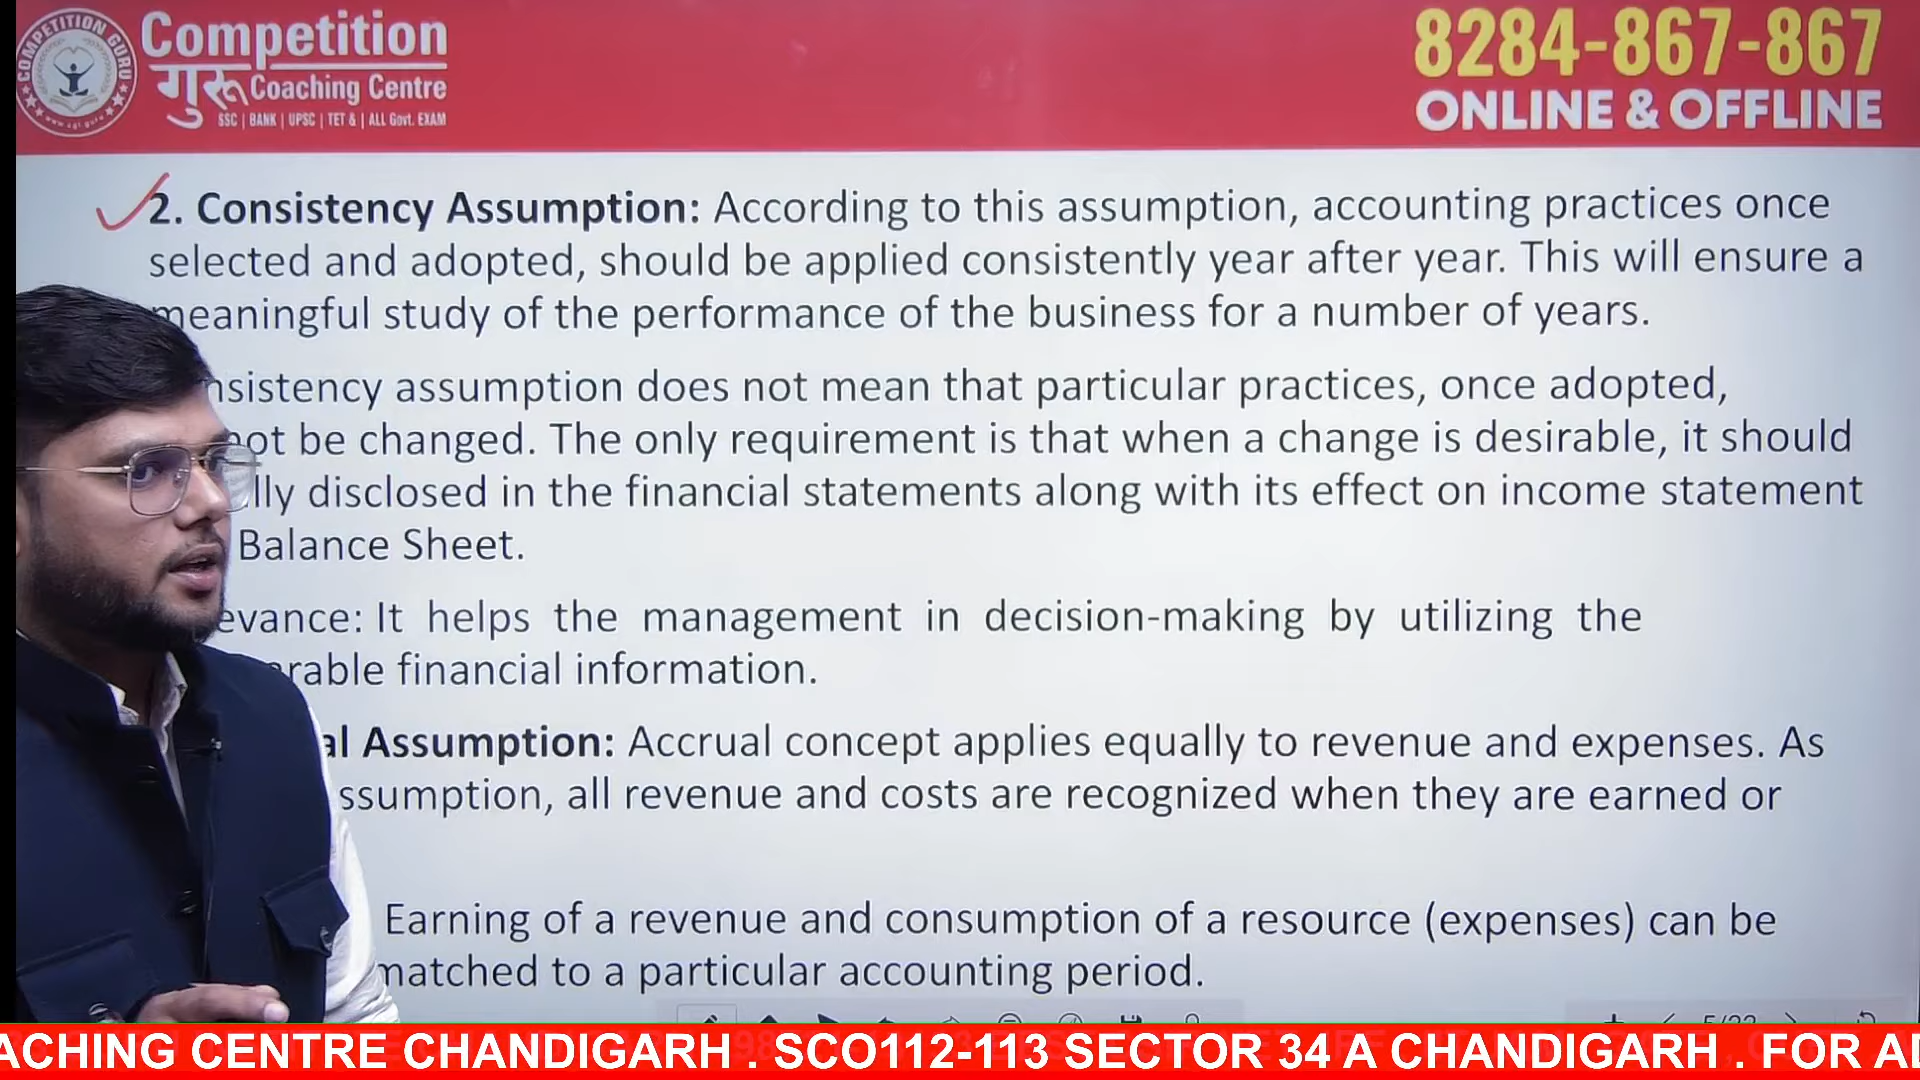 COMPETITION GURU
Competition
गुरू Coaching Centre
SSC | BANK | UPSC | TET & | ALL Govt. EXAM
8284-867-867
ONLINE & OFFLINE
2. Consistency Assumption: According to this assumption, accounting practices once
selected and adopted, should be applied consistently year after year. This will ensure a
meaningful study of the performance of the business for a number of years.
nsistency assumption does not mean that particular practices, once adopted,
not be changed. The only requirement is that when a change is desirable, it should
lly disclosed in the financial statements along with its effect on income statement
Balance Sheet.
evance: It helps the management in decision-making by utilizing the
rable financial information.
al Assumption: Accrual concept applies equally to revenue and expenses. As
ssumption, all revenue and costs are recognized when they are earned or
Earning of a revenue and consumption of a resource (expenses) can be
matched to a particular accounting period.
ACHING CENTRE CHANDIGARH . SCO112-113 SECTOR 34 A CHANDIGARH . FOR AD